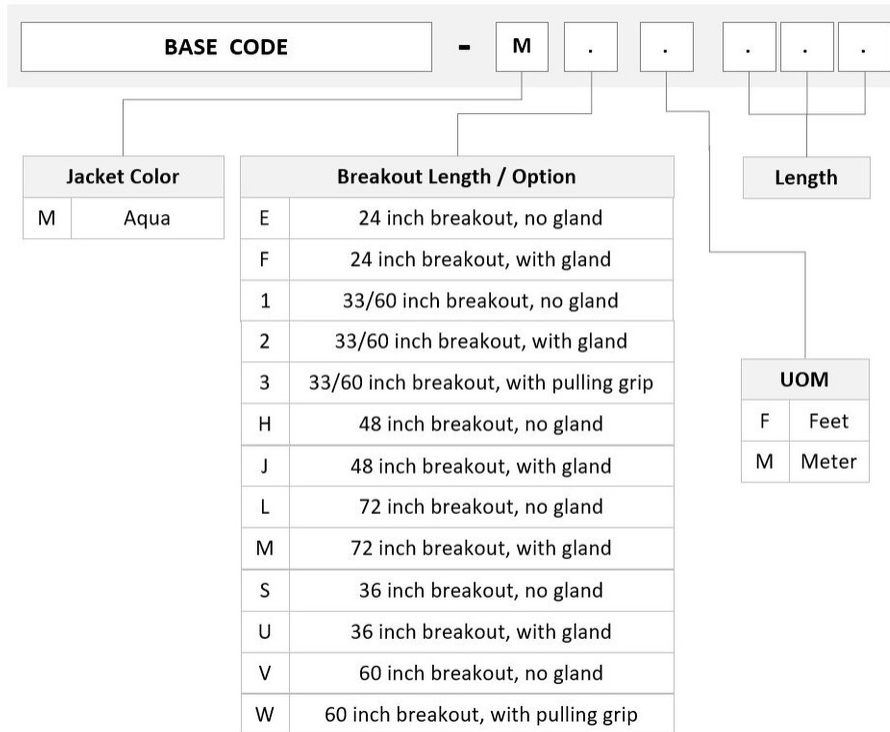 BASE CODE - M . . . . .
Jacket Color
M Aqua
Breakout Length / Option
E 24 inch breakout, no gland
F 24 inch breakout, with gland
1 33/60 inch breakout, no gland
2 33/60 inch breakout, with gland
3 33/60 inch breakout, with pulling grip
H 48 inch breakout, no gland
J 48 inch breakout, with gland
L 72 inch breakout, no gland
M 72 inch breakout, with gland
S 36 inch breakout, no gland
U 36 inch breakout, with gland
V 60 inch breakout, no gland
W 60 inch breakout, with pulling grip
Length
UOM
F Feet
M Meter